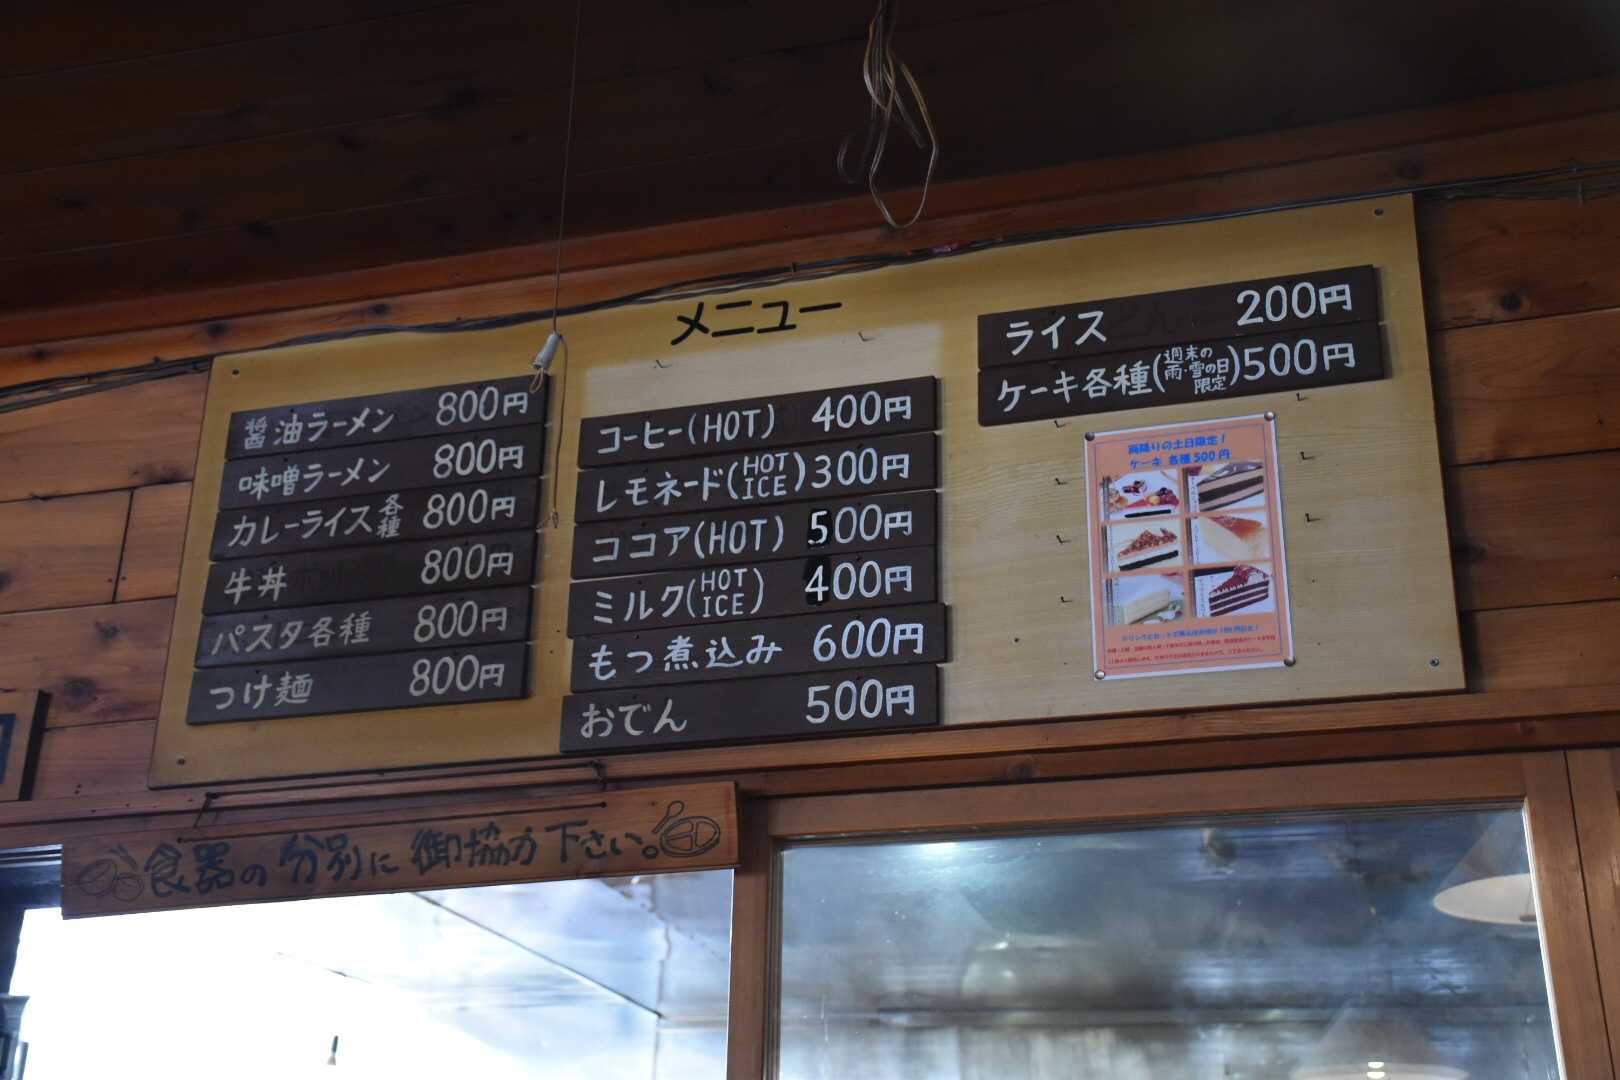 メニュー
醤油ラーメン 800円
味噌ラーメン 800円
カレーライス各種 800円
牛丼 800円
パスタ各種 800円
つけ麺 800円
コーヒー(HOT) 400円
レモネード(HOT ICE) 300円
ココア(HOT) 500円
ミルク(HOT ICE) 400円
もつ煮込み 600円
おでん 500円
ライス 200円
ケーキ各種(週末の雨・雪の日限定) 500円
雨降りの土日限定!
ケーキ 各種500円
食器の分別に御協力下さい。